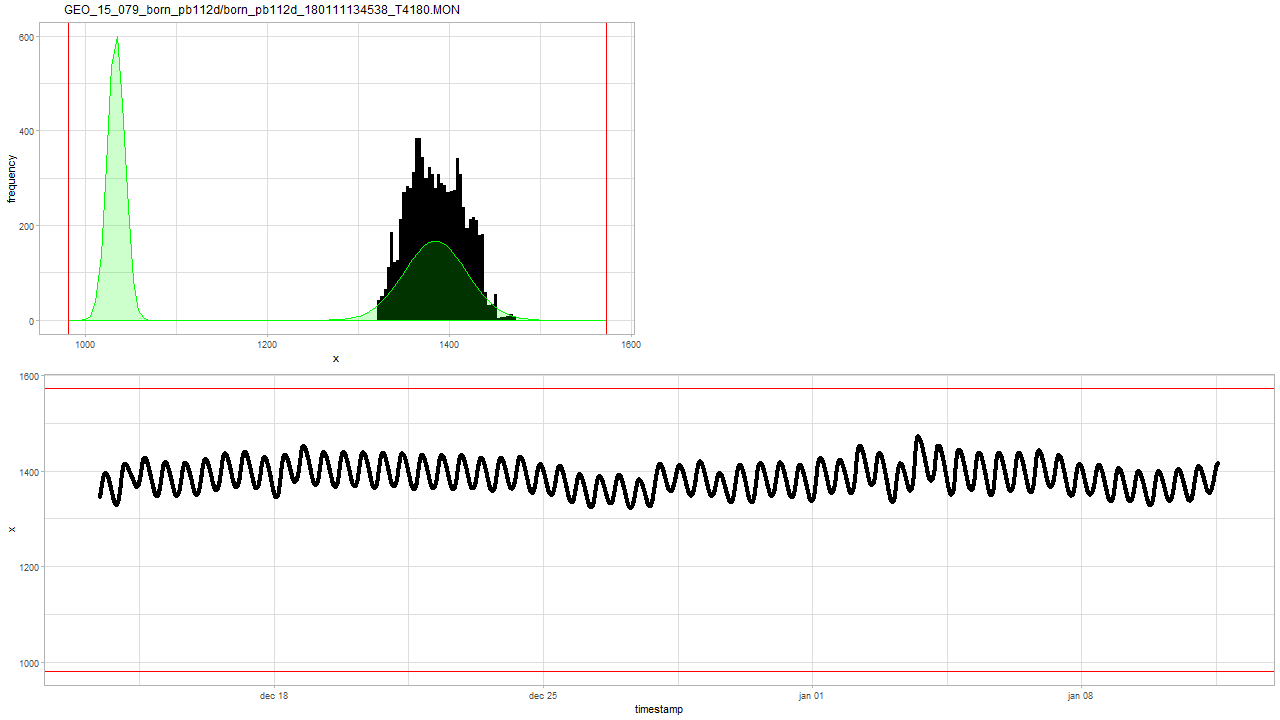 GEO_15_079_born_pb112d/born_pb112d_180111134538_T4180.MON
600
400
200
0
frequency
1000 1200 1400 1600
x
1600
1400
1200
1000
x
dec 18 dec 25 jan 01 jan 08
timestamp